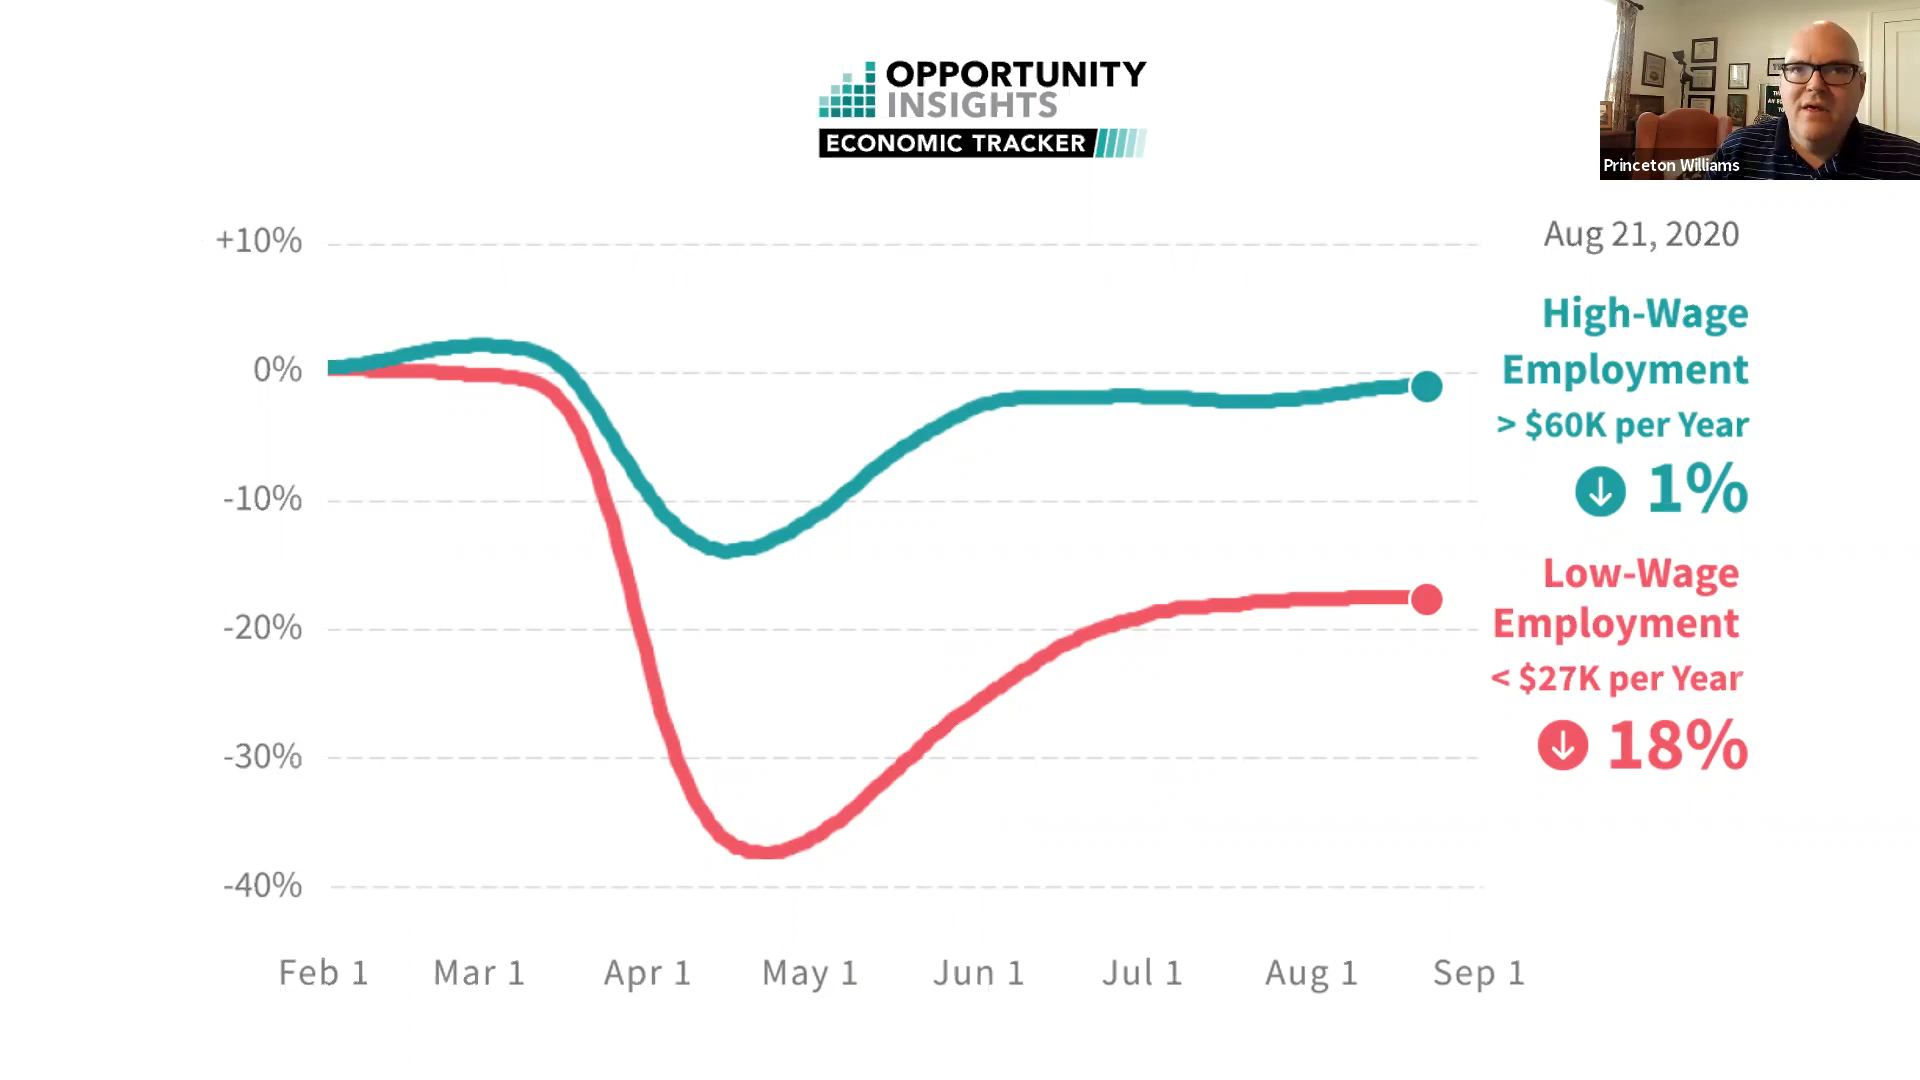 OPPORTUNITY
INSIGHTS
ECONOMIC TRACKER
Princeton Williams
Aug 21, 2020
High-Wage
Employment
> $60K per Year
1%
Low-Wage
Employment
< $27K per Year
18%
+10%
0%
-10%
-20%
-30%
-40%
Feb 1
Mar 1
Apr 1
May 1
Jun 1
Jul 1
Aug 1
Sep 1